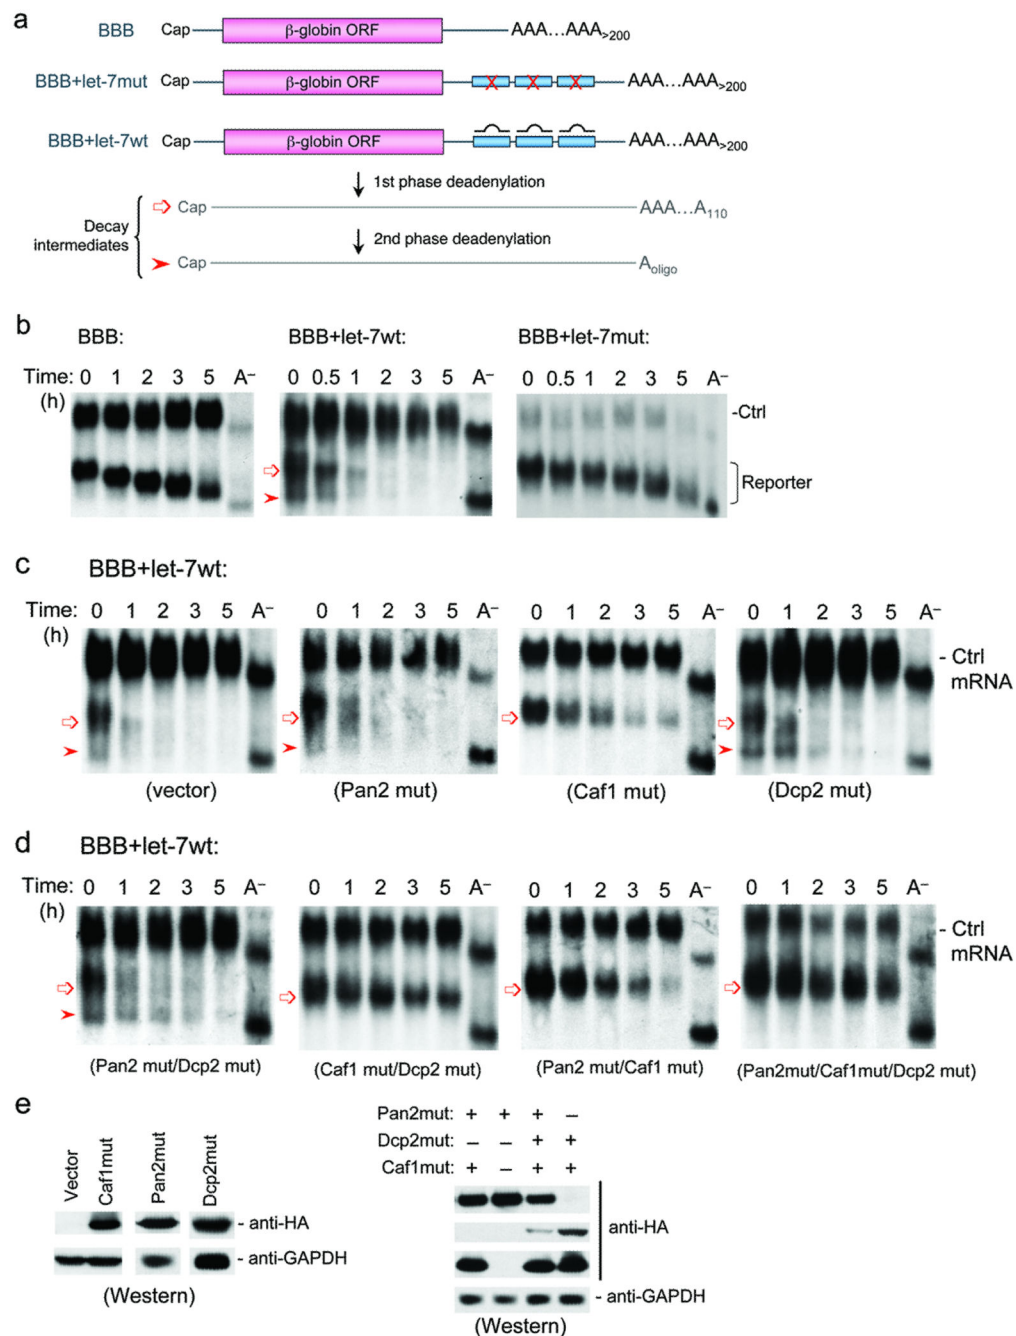 a
BBB Cap β-globin ORF AAA...AAA>200
BBB+let-7mut Cap β-globin ORF X X X AAA...AAA>200
BBB+let-7wt Cap β-globin ORF AAA...AAA>200
1st phase deadenylation
Cap AAA...A110
Decay intermediates
2nd phase deadenylation
Cap Aoligo
b
BBB: BBB+let-7wt: BBB+let-7mut:
Time: 0 1 2 3 5 A– 0 0.5 1 2 3 5 A– 0 0.5 1 2 3 5 A–
(h)
-Ctrl
Reporter
c BBB+let-7wt:
Time: 0 1 2 3 5 A– 0 1 2 3 5 A– 0 1 2 3 5 A– 0 1 2 3 5 A–
(h)
- Ctrl
mRNA
(vector) (Pan2 mut) (Caf1 mut) (Dcp2 mut)
d BBB+let-7wt:
Time: 0 1 2 3 5 A– 0 1 2 3 5 A– 0 1 2 3 5 A– 0 1 2 3 5 A–
(h)
- Ctrl
mRNA
(Pan2 mut/Dcp2 mut) (Caf1 mut/Dcp2 mut) (Pan2 mut/Caf1 mut) (Pan2mut/Caf1mut/Dcp2 mut)
e
Vector Caf1mut Pan2mut Dcp2mut
- anti-HA
- anti-GAPDH
(Western)
Pan2mut: + + + –
Dcp2mut: – – + +
Caf1mut: + – + +
anti-HA
- anti-GAPDH
(Western)